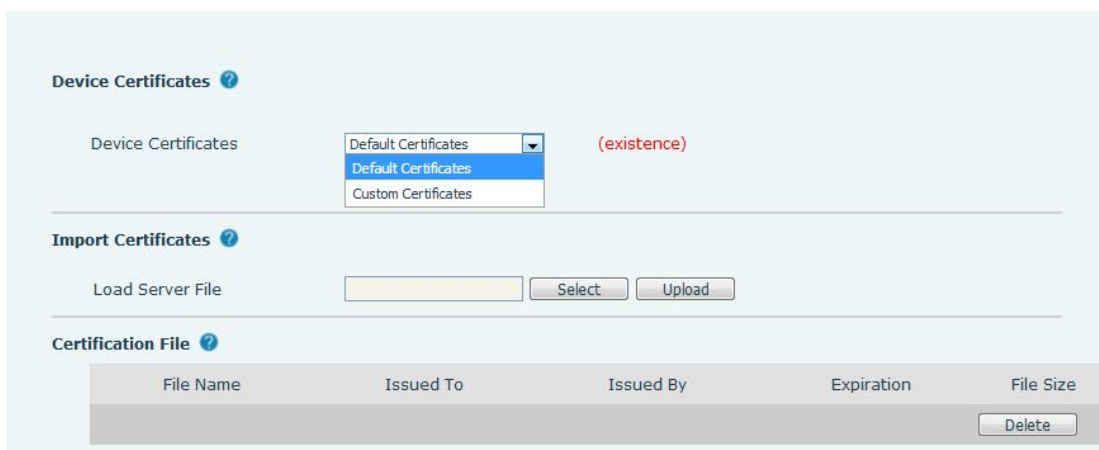 Device Certificates ?
Device Certificates Default Certificates (existence)
Default Certificates
Custom Certificates
Import Certificates ?
Load Server File Select Upload
Certification File ?
File Name Issued To Issued By Expiration File Size
Delete